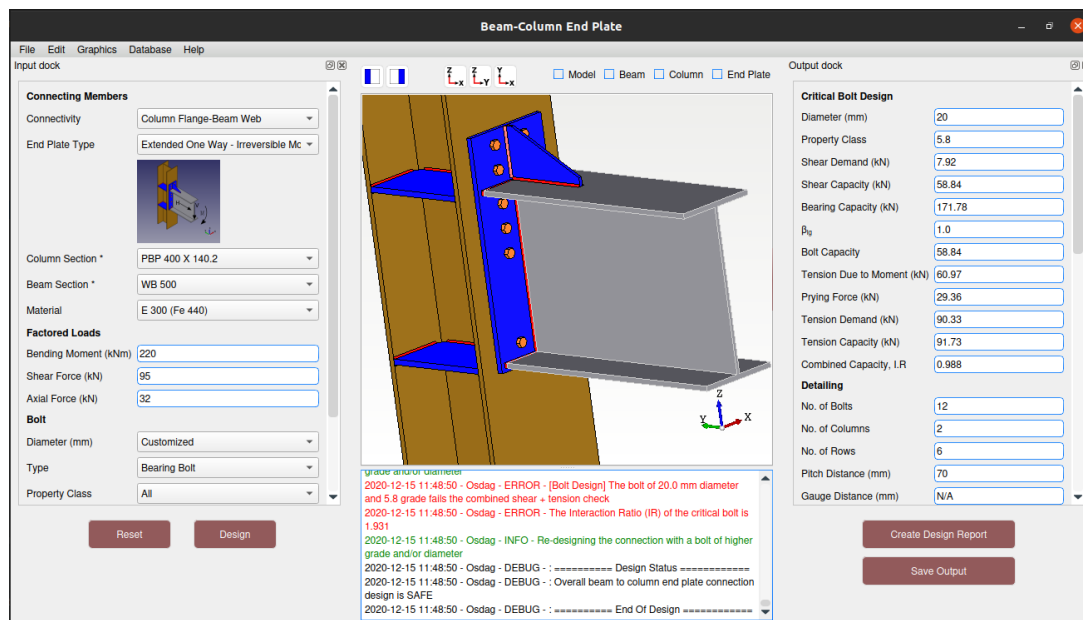 Beam-Column End Plate
File Edit Graphics Database Help
Input dock
Connecting Members
Connectivity Column Flange-Beam Web
End Plate Type Extended One Way - Irreversible Mc
Column Section * PBP 400 X 140.2
Beam Section * WB 500
Material E 300 (Fe 440)
Factored Loads
Bending Moment (kNm) 220
Shear Force (kN) 95
Axial Force (kN) 32
Bolt
Diameter (mm) Customized
Type Bearing Bolt
Property Class All
Reset Design
Z X Z Y Y X
Model Beam Column End Plate
Z
Y X
grade and/or diameter
2020-12-15 11:48:50 - Osdag - ERROR - [Bolt Design] The bolt of 20.0 mm diameter
and 5.8 grade fails the combined shear + tension check
2020-12-15 11:48:50 - Osdag - ERROR - The Interaction Ratio (IR) of the critical bolt is
1.931
2020-12-15 11:48:50 - Osdag - INFO - Re-designing the connection with a bolt of higher
grade and/or diameter
2020-12-15 11:48:50 - Osdag - DEBUG - : ========== Design Status ============
2020-12-15 11:48:50 - Osdag - DEBUG - : Overall beam to column end plate connection
design is SAFE
2020-12-15 11:48:50 - Osdag - DEBUG - : ========== End Of Design ============
Output dock
Critical Bolt Design
Diameter (mm) 20
Property Class 5.8
Shear Demand (kN) 7.92
Shear Capacity (kN) 58.84
Bearing Capacity (kN) 171.78
βlg 1.0
Bolt Capacity 58.84
Tension Due to Moment (kN) 60.97
Prying Force (kN) 29.36
Tension Demand (kN) 90.33
Tension Capacity (kN) 91.73
Combined Capacity, I.R 0.988
Detailing
No. of Bolts 12
No. of Columns 2
No. of Rows 6
Pitch Distance (mm) 70
Gauge Distance (mm) N/A
Create Design Report
Save Output